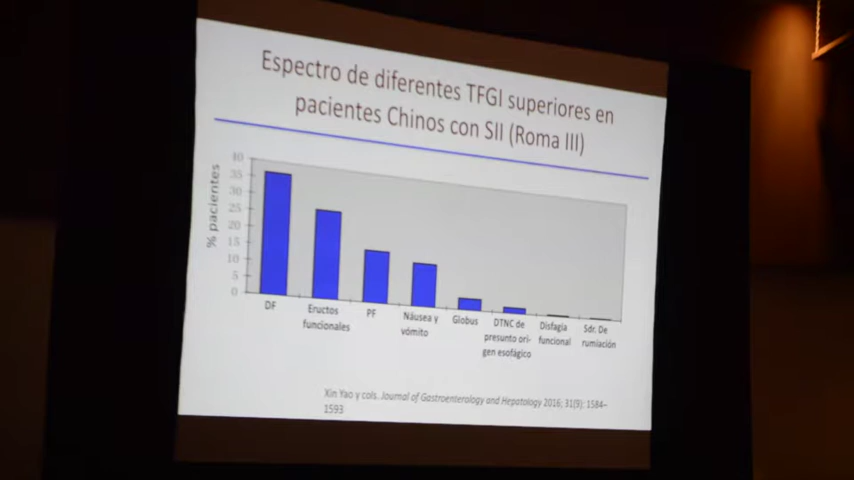 Espectro de diferentes TFGI superiores en
pacientes Chinos con SII (Roma III)
% pacientes
40
35
30
25
20
15
10
5
0
DF
Eructos
funcionales
PF
Náusea y
vómito
Globus
DTNC de
presunto ori-
gen esofágico
Disfagia
funcional
Sdr. De
rumiación
Xin Yao y cols. Journal of Gastroenterology and Hepatology 2016; 31(9): 1584–
1593